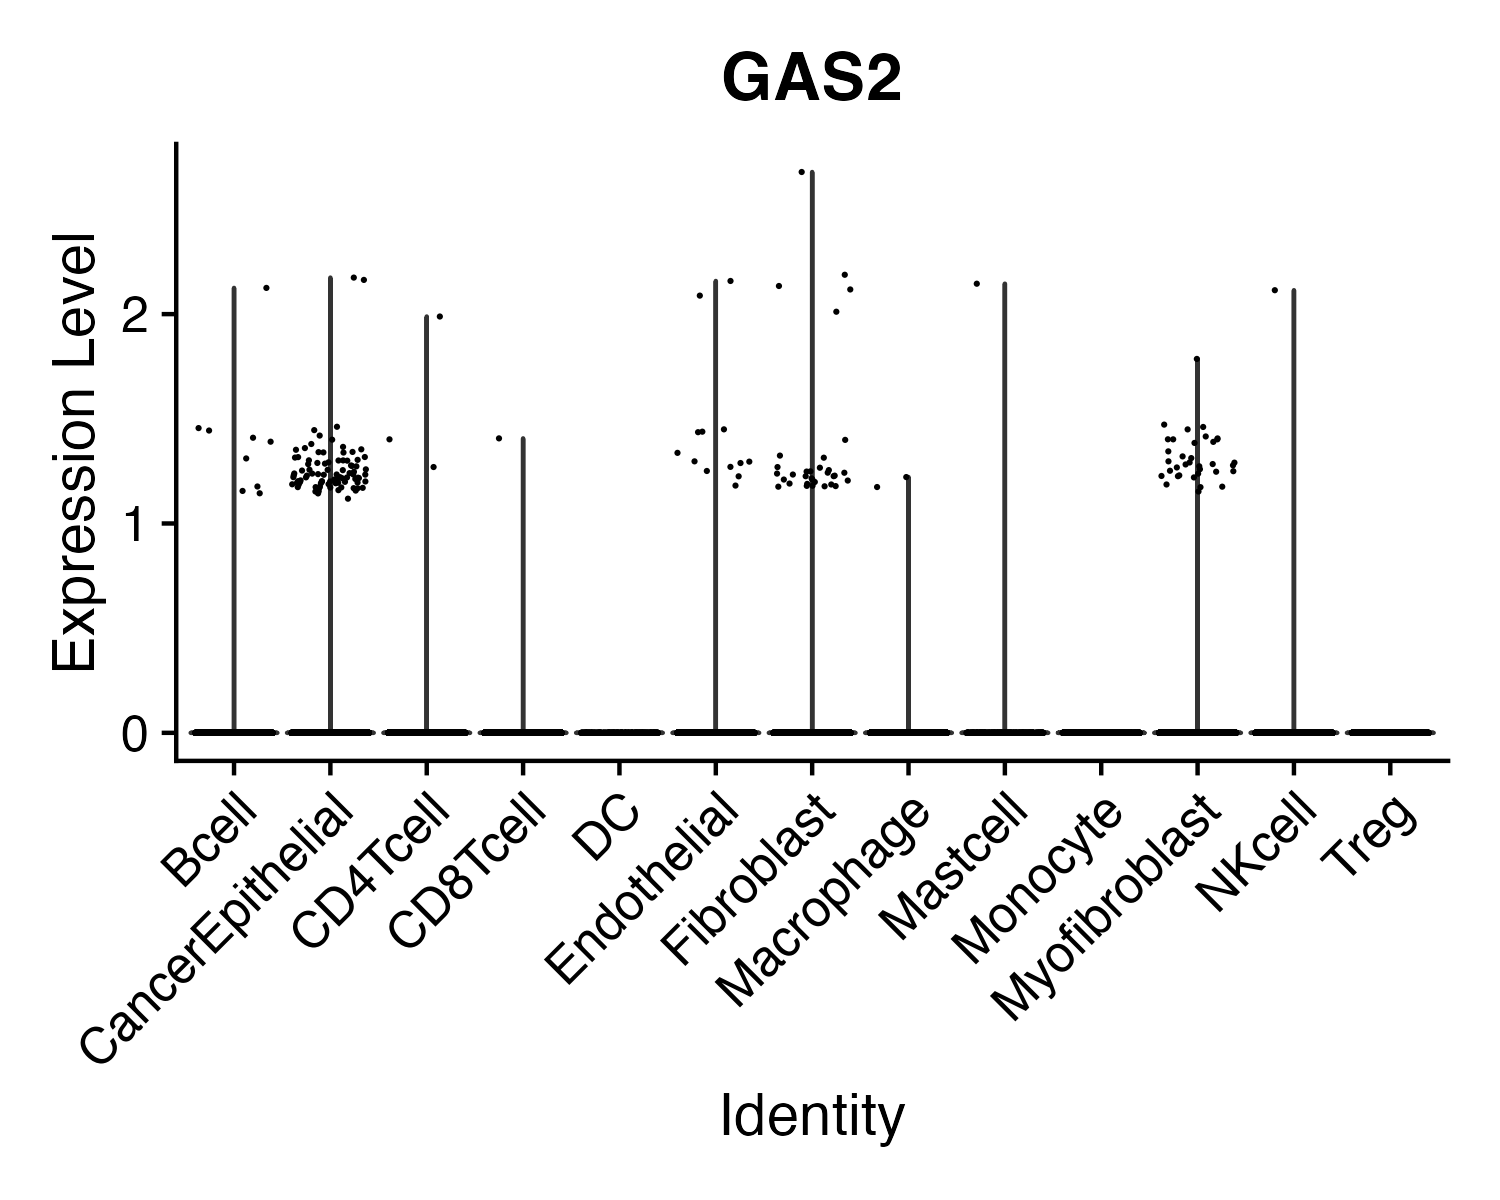 GAS2
Expression Level
2
1
0
Bcell
CancerEpithelial
CD4Tcell
CD8Tcell
DC
Endothelial
Fibroblast
Macrophage
Mastcell
Monocyte
Myofibroblast
NKcell
Treg
Identity